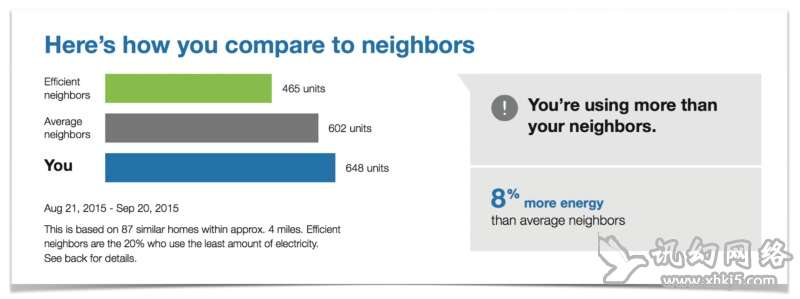 Here's how you compare to neighbors
Efficient
neighbors
465 units
Average
neighbors
602 units
You
648 units
Aug 21, 2015 - Sep 20, 2015
This is based on 87 similar homes within approx. 4 miles. Efficient
neighbors are the 20% who use the least amount of electricity.
See back for details.
!
You're using more than
your neighbors.
8% more energy
than average neighbors
讯幻网络
www.xhkj5.com